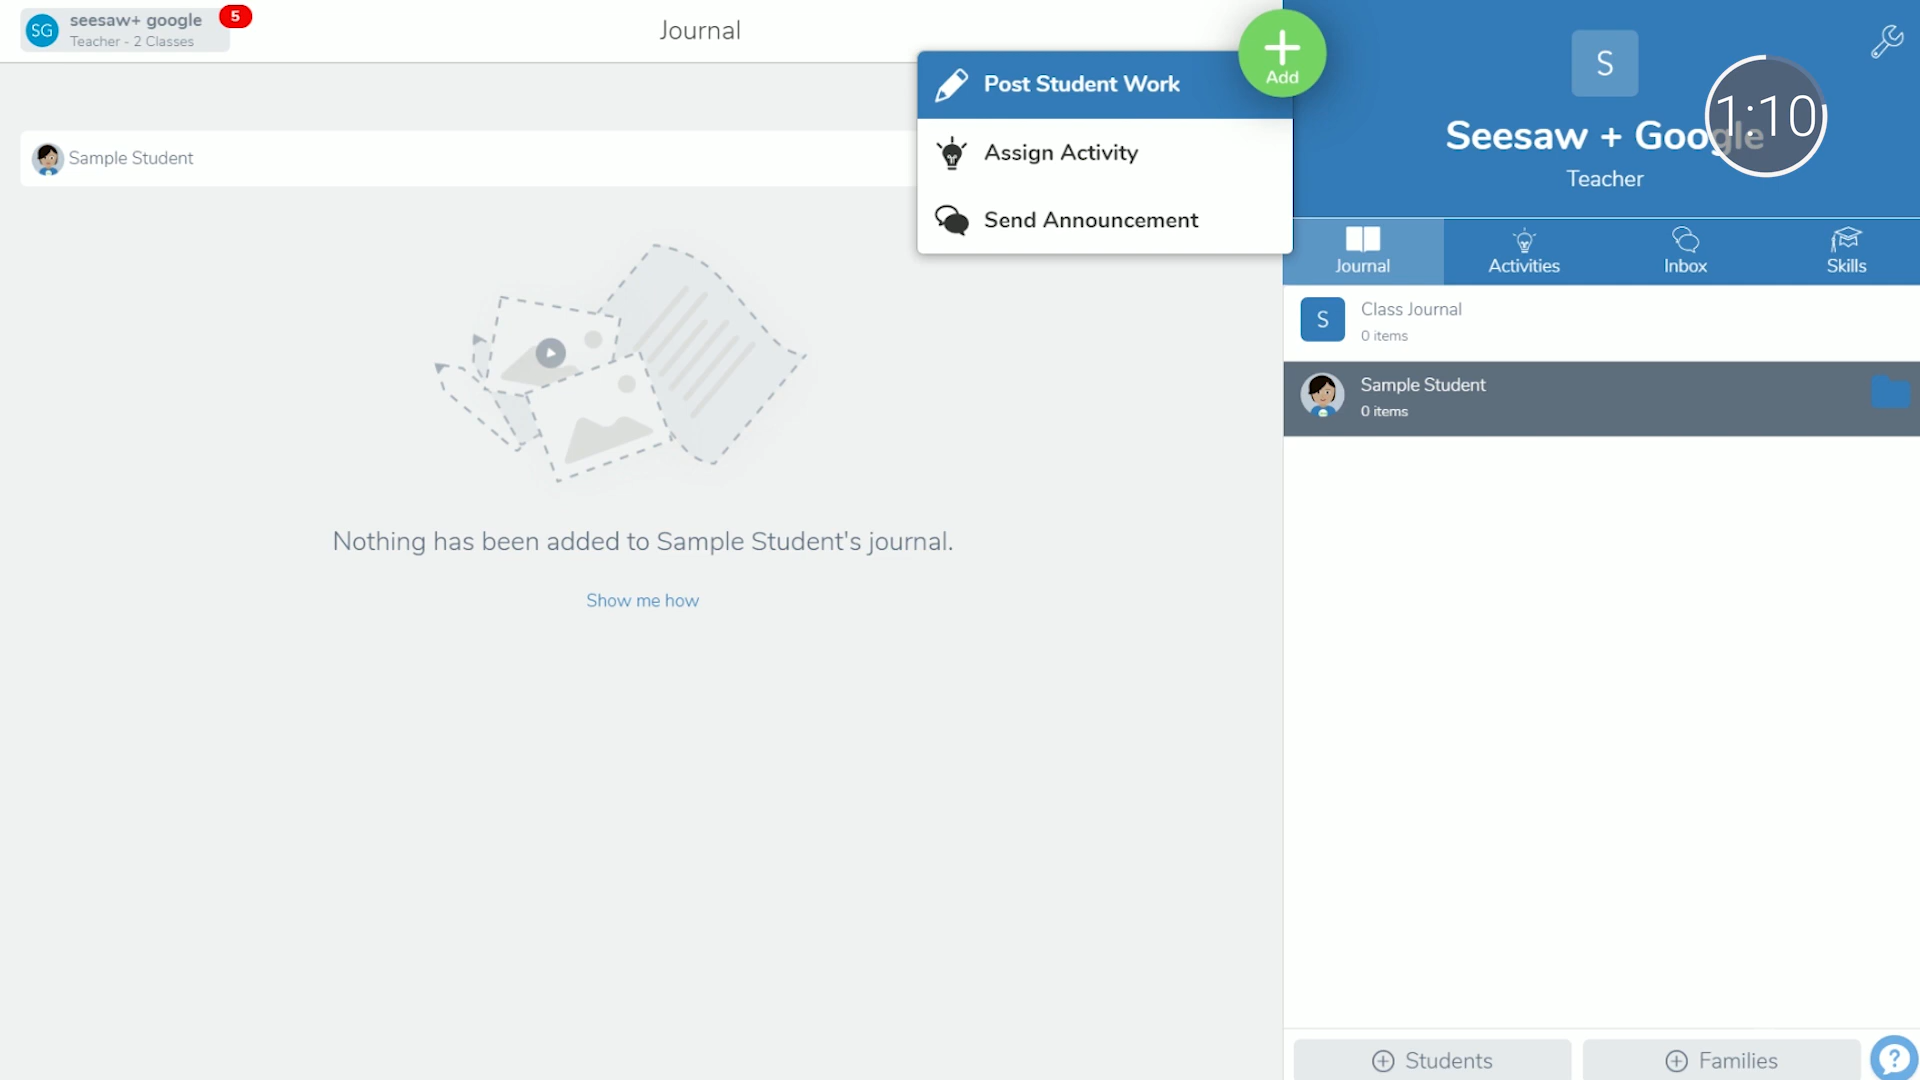 SG
seesaw+ google
5
Teacher - 2 Classes
Journal
Add
Post Student Work
Assign Activity
Send Announcement
Sample Student
Nothing has been added to Sample Student's journal.
Show me how
S
1:10
Seesaw + Google
Teacher
Journal
Activities
Inbox
Skills
S
Class Journal
0 items
Sample Student
0 items
Students
Families
?